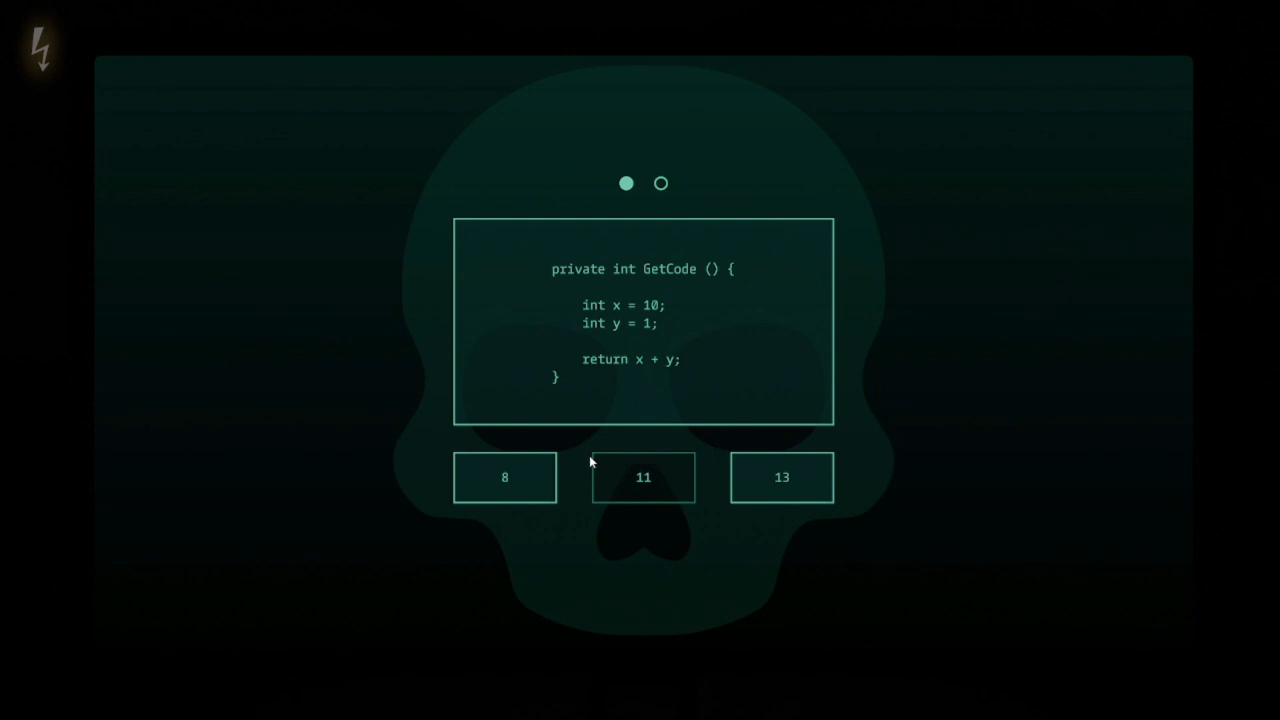 private int GetCode () {
int x = 10;
int y = 1;
return x + y;
}
8
11
13